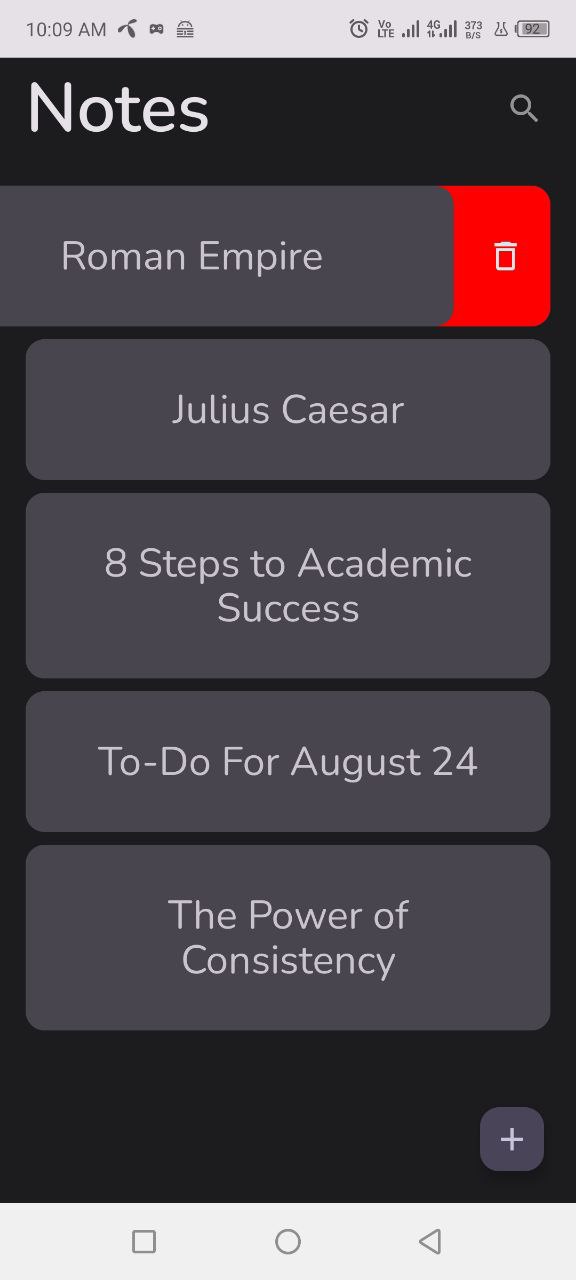 10:09 AM Vo LTE 4G 373 B/S 92
Notes
Roman Empire
Julius Caesar
8 Steps to Academic
Success
To-Do For August 24
The Power of
Consistency